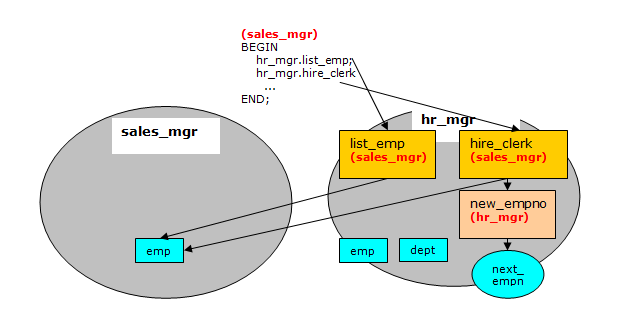 (sales_mgr)
BEGIN
hr_mgr.list_emp;
hr_mgr.hire_clerk
...
END;
sales_mgr
hr_mgr
list_emp
(sales_mgr)
hire_clerk
(sales_mgr)
new_empno
(hr_mgr)
emp
emp
dept
next_
empn